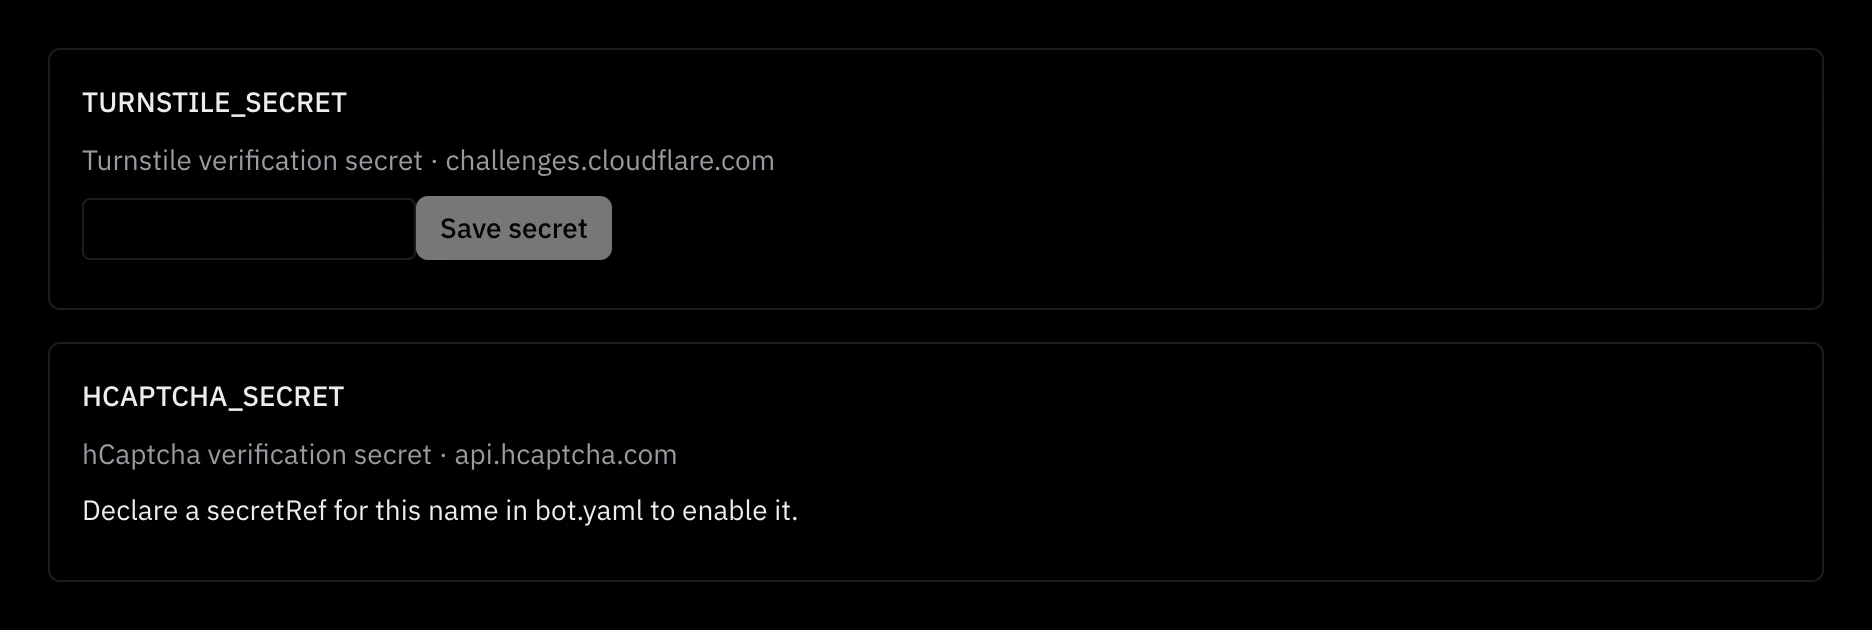 TURNSTILE_SECRET
Turnstile verification secret · challenges.cloudflare.com
Save secret
HCAPTCHA_SECRET
hCaptcha verification secret · api.hcaptcha.com
Declare a secretRef for this name in bot.yaml to enable it.